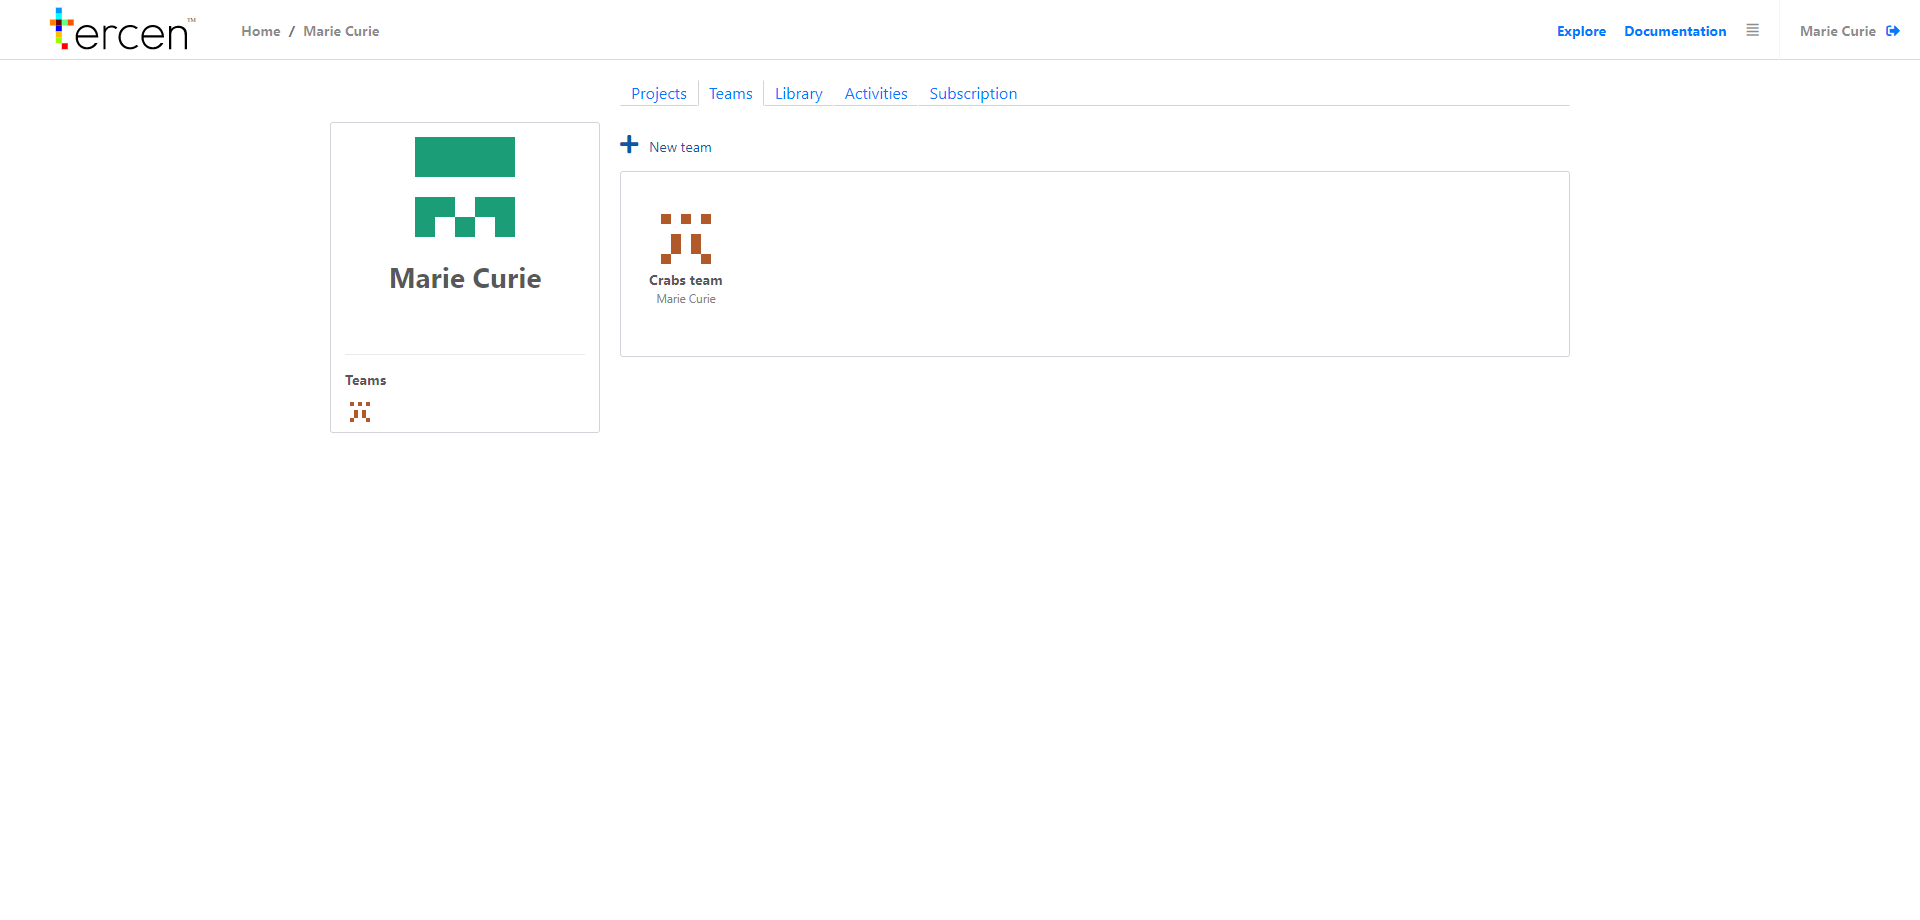 tercen™
Home / Marie Curie
Explore Documentation
Marie Curie
Projects Teams Library Activities Subscription
New team
Marie Curie
Crabs team
Marie Curie
Teams